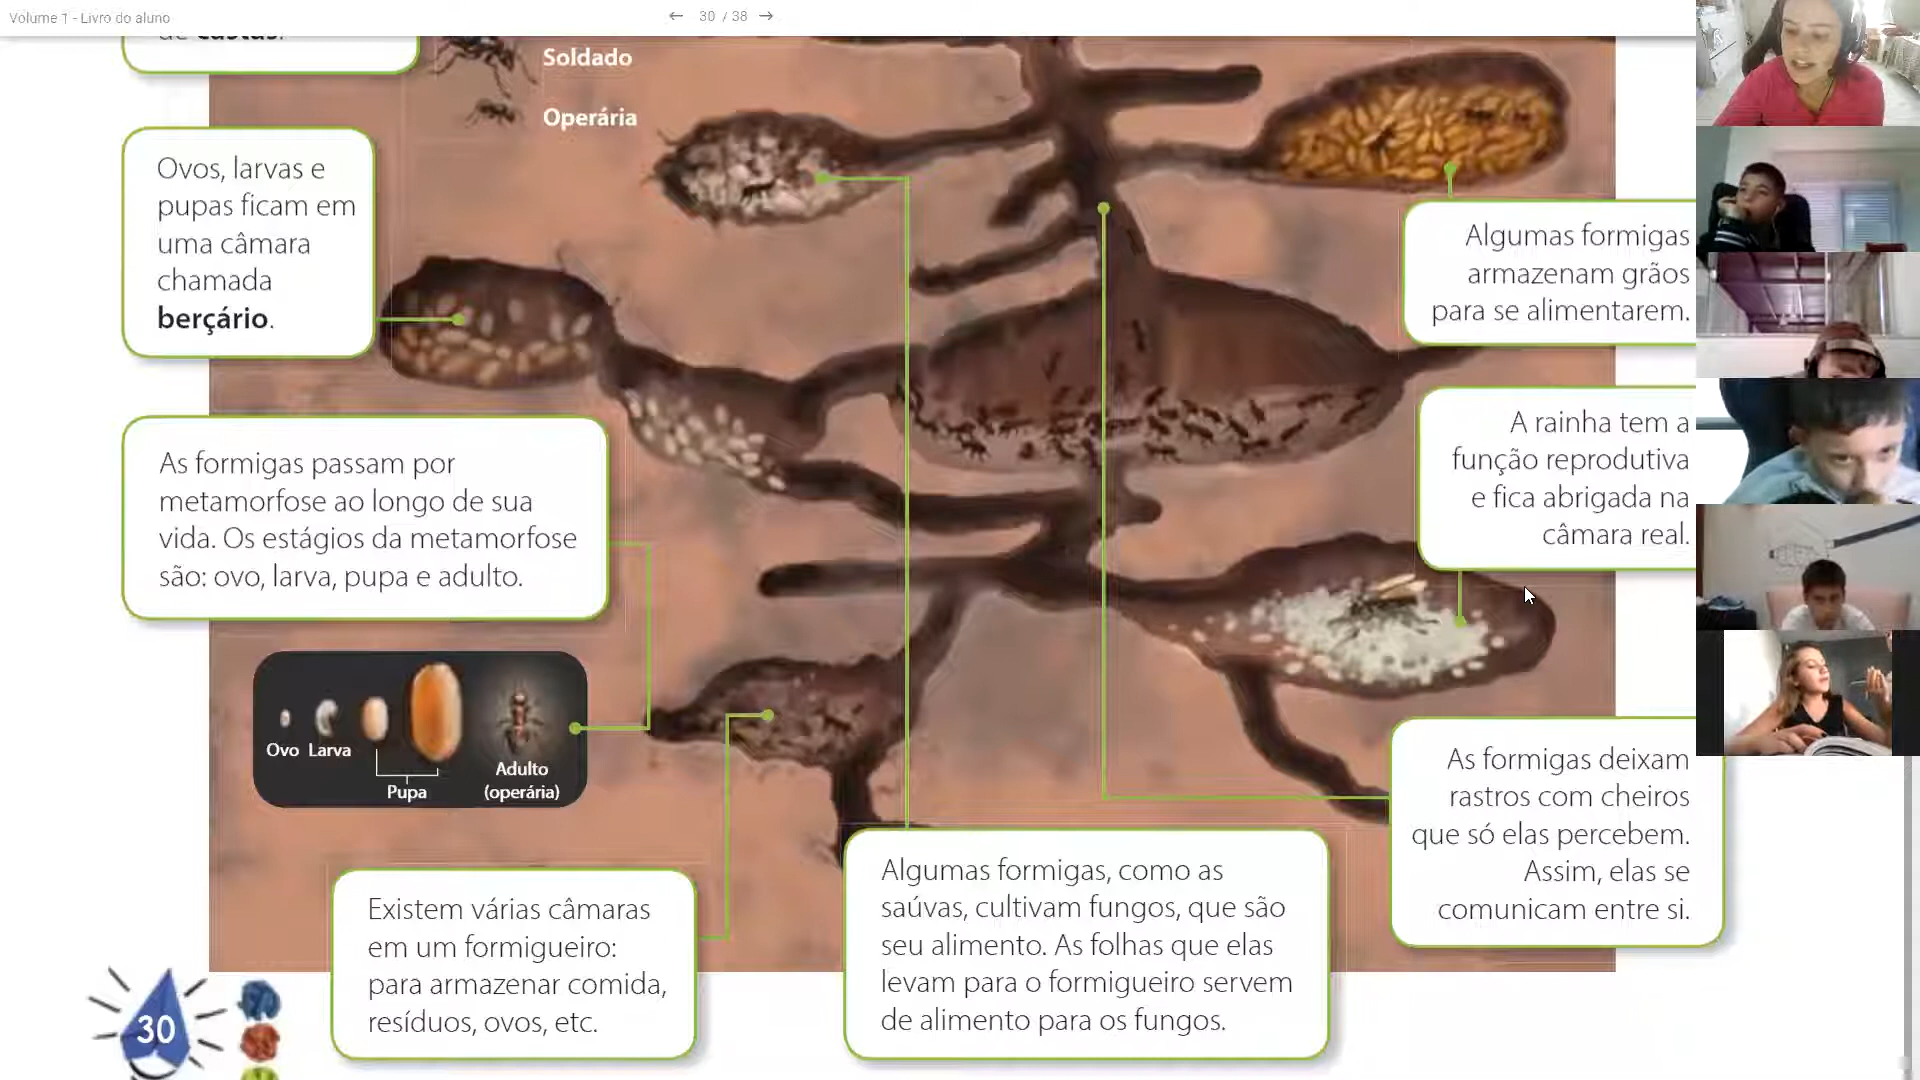 Volume 1 - Livro do aluno
← 30 / 38 →
de castas.
Soldado
Operária
Ovos, larvas e
pupas ficam em
uma câmara
chamada
berçário.
Algumas formigas
armazenam grãos
para se alimentarem.
A rainha tem a
função reprodutiva
e fica abrigada na
câmara real.
As formigas passam por
metamorfose ao longo de sua
vida. Os estágios da metamorfose
são: ovo, larva, pupa e adulto.
Ovo
Larva
Pupa
Adulto
(operária)
As formigas deixam
rastros com cheiros
que só elas percebem.
Assim, elas se
comunicam entre si.
Existem várias câmaras
em um formigueiro:
para armazenar comida,
resíduos, ovos, etc.
Algumas formigas, como as
saúvas, cultivam fungos, que são
seu alimento. As folhas que elas
levam para o formigueiro servem
de alimento para os fungos.
30